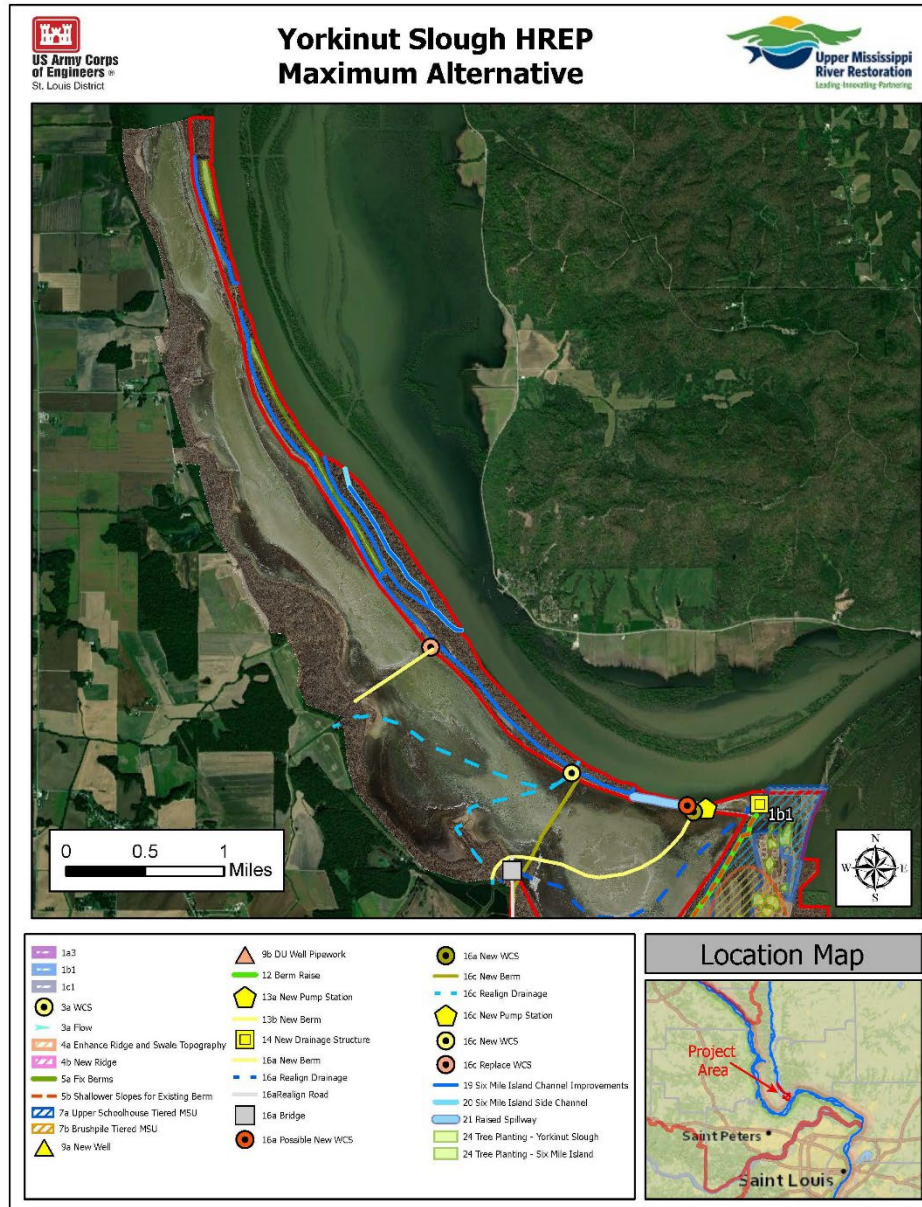 US Army Corps
of Engineers ®
St. Louis District
Yorkinut Slough HREP
Maximum Alternative
Upper Mississippi
River Restoration
Leading-Innovating-Partnering
1b1
0 0.5 1
Miles
N
W E
S
1a3
1b1
1c1
3a WCS
3a Flow
4a Enhance Ridge and Swale Topography
4b New Ridge
5a Fix Berms
5b Shallower Slopes for Existing Berm
7a Upper Schoolhouse Tiered MSU
7b Brushpile Tiered MSU
9a New Well
9b DU Well Pipework
12 Berm Raise
13a New Pump Station
13b New Berm
14 New Drainage Structure
16a New Berm
16a Realign Drainage
16aRealign Road
16a Bridge
16a Possible New WCS
16a New WCS
16c New Berm
16c Realign Drainage
16c New Pump Station
16c New WCS
16c Replace WCS
19 Six Mile Island Channel Improvements
20 Six Mile Island Side Channel
21 Raised Spillway
24 Tree Planting - Yorkinut Slough
24 Tree Planting - Six Mile Island
Location Map
Project
Area
Saint Peters
Saint Louis